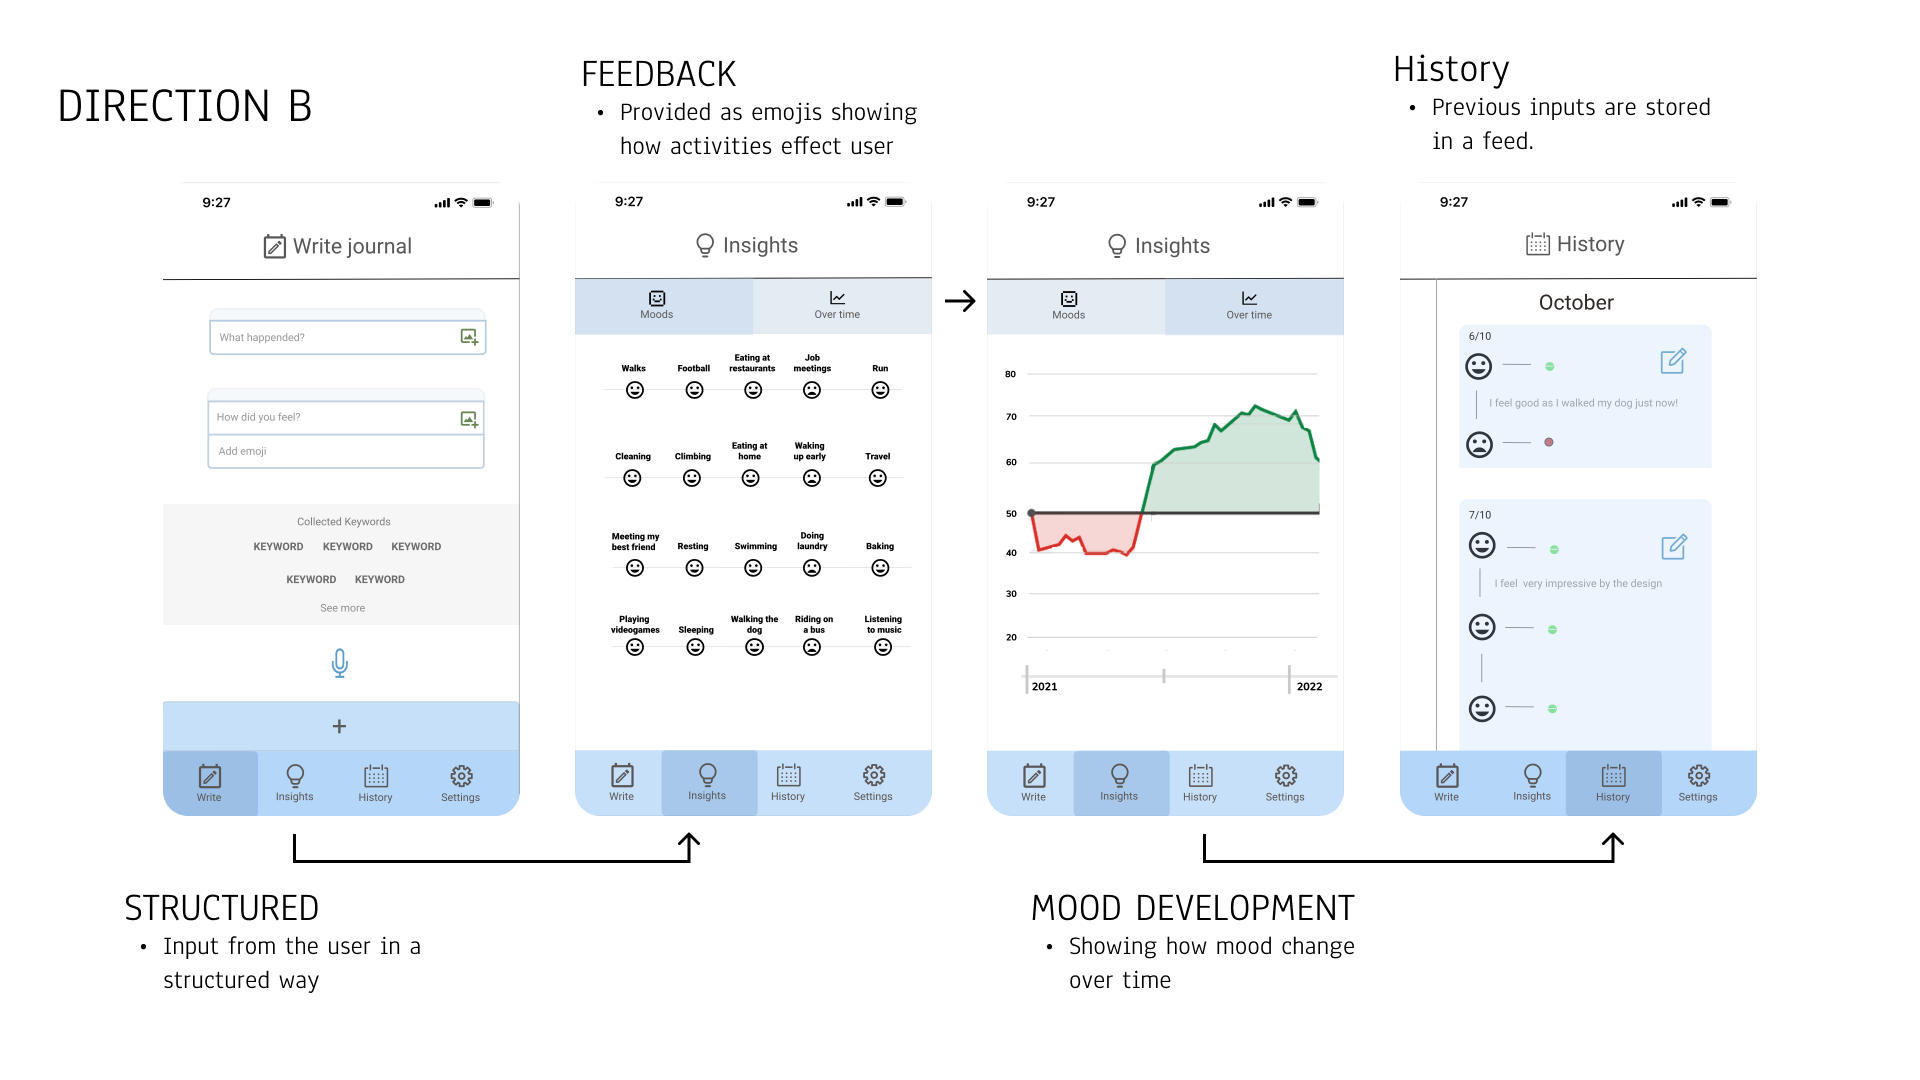 DIRECTION B
FEEDBACK
• Provided as emojis showing
how activities effect user
History
• Previous inputs are stored
in a feed.
9:27
Write journal
What happended?
How did you feel?
Add emoji
Collected Keywords
KEYWORD KEYWORD KEYWORD
KEYWORD KEYWORD
See more
+
Write Insights History Settings
9:27
Insights
Moods Over time
Walks Football Eating at restaurants Job meetings Run
Cleaning Climbing Eating at home Waking up early Travel
Meeting my best friend Resting Swimming Doing laundry Baking
Playing videogames Sleeping Walking the dog Riding on a bus Listening to music
Write Insights History Settings
9:27
Insights
Moods Over time
80
70
60
50
40
30
20
2021 2022
Write Insights History Settings
9:27
History
October
6/10
I feel good as I walked my dog just now!
7/10
I feel very impressive by the design
Write Insights History Settings
STRUCTURED
• Input from the user in a
structured way
MOOD DEVELOPMENT
• Showing how mood change
over time